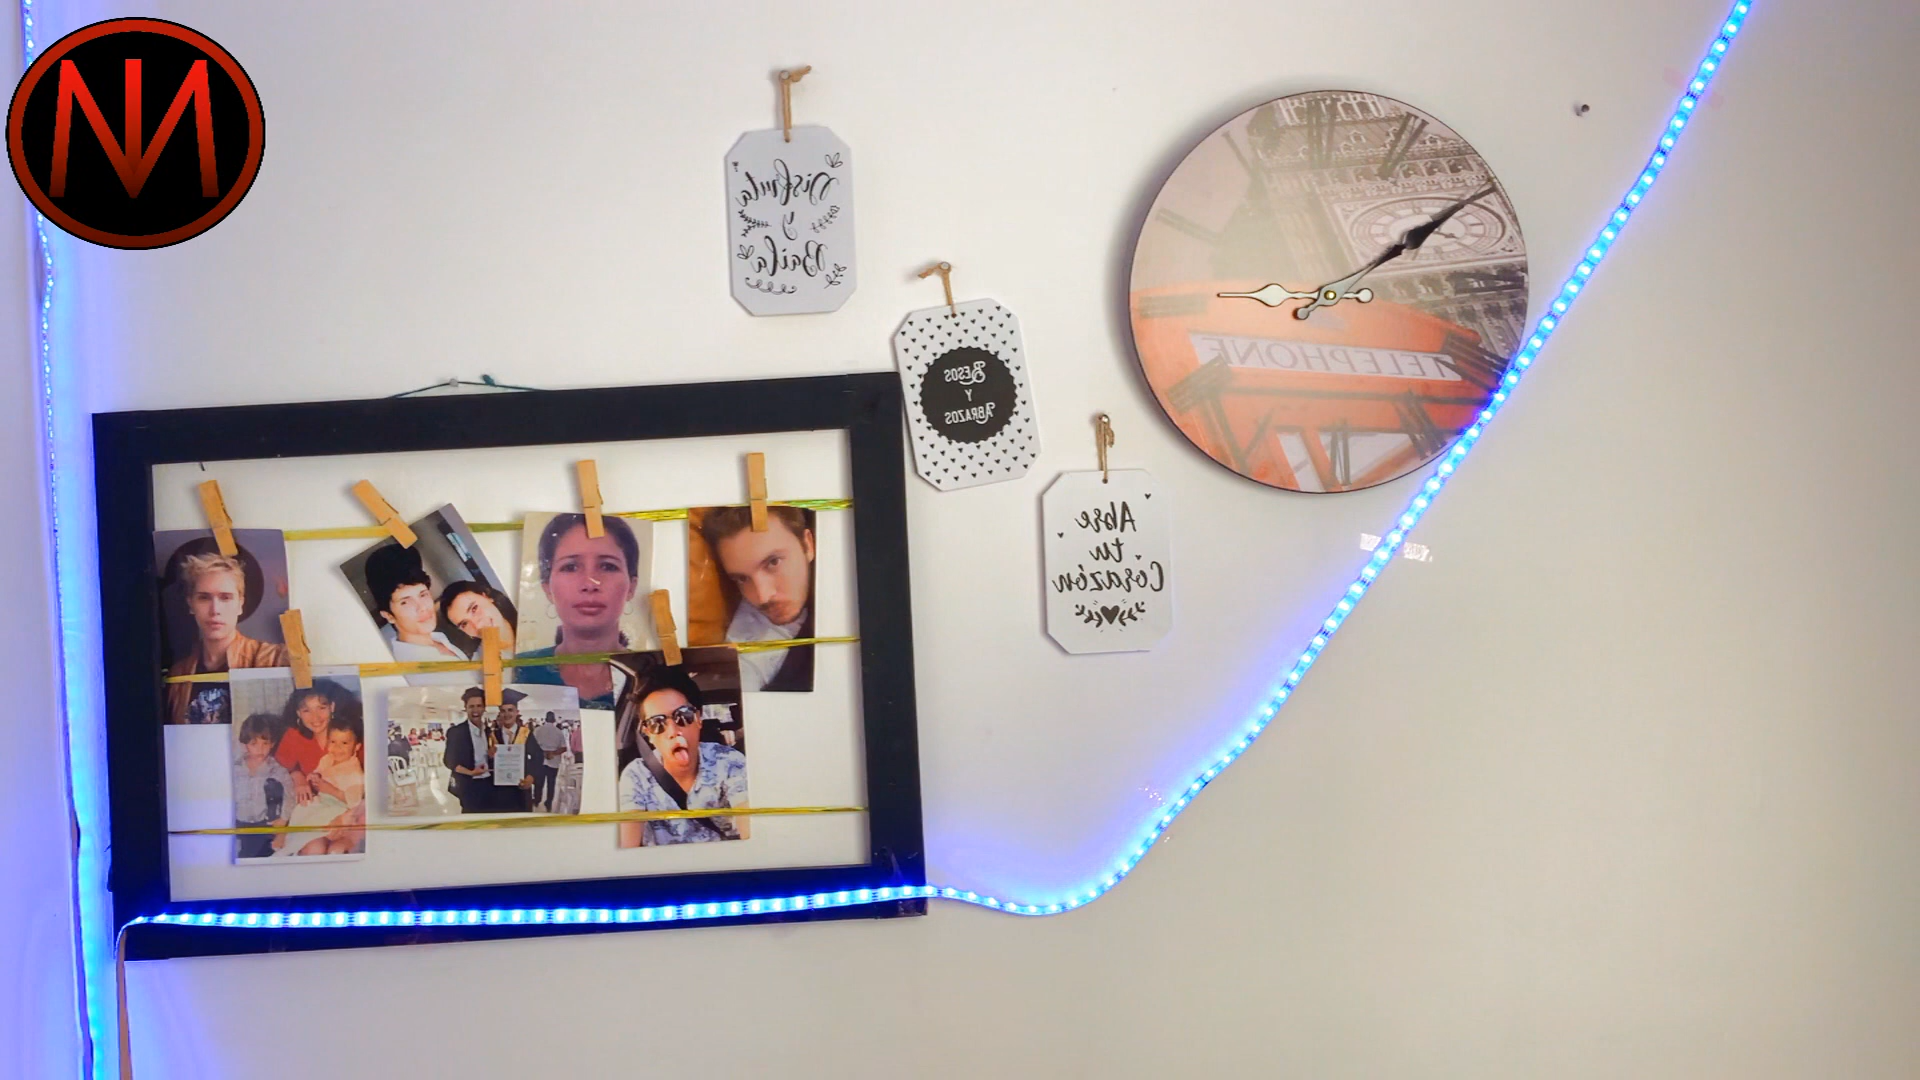 Disfruta
y
Baila
BESOS
Y
ABRAZOS
Abre
tu
Corazón
TELEPHONE